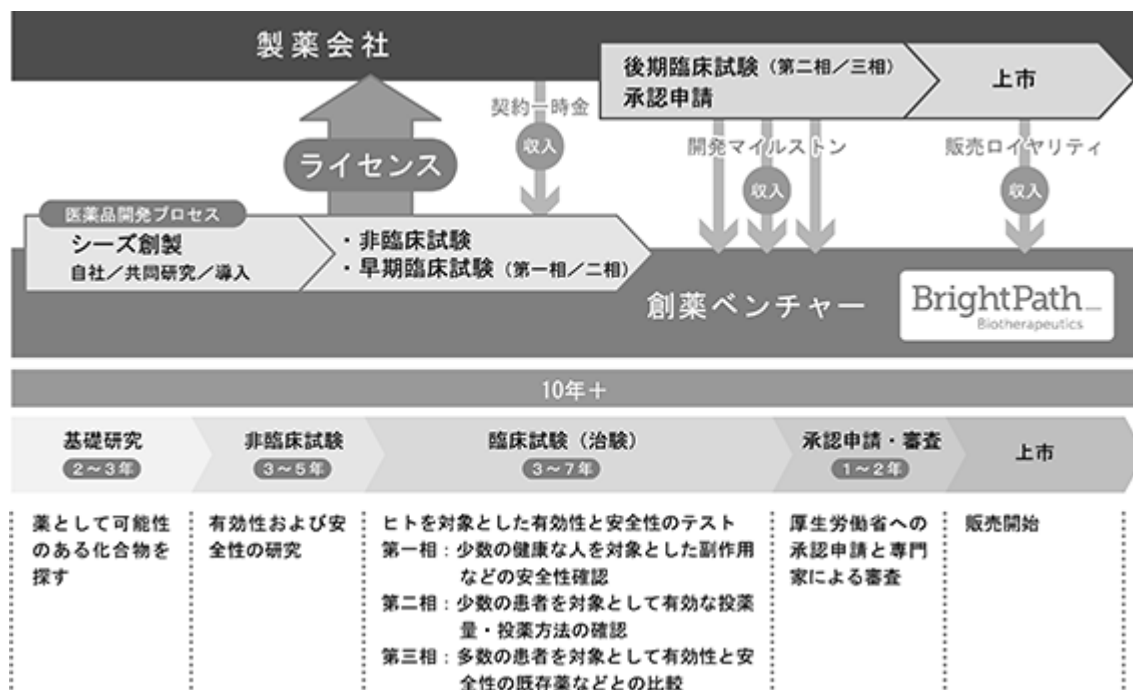 製薬会社
後期臨床試験（第二相／三相）
承認申請
上市
契約一時金
収入
ライセンス
開発マイルストン
収入
販売ロイヤリティ
収入
医薬品開発プロセス
シーズ創製
自社／共同研究／導入
・非臨床試験
・早期臨床試験（第一相／二相）
創薬ベンチャー
BrightPath
Biotherapeutics
10年＋
基礎研究
2～3年
非臨床試験
3～5年
臨床試験（治験）
3～7年
承認申請・審査
1～2年
上市
薬として可能性
のある化合物を
探す
有効性および安
全性の研究
ヒトを対象とした有効性と安全性のテスト
第一相：少数の健康な人を対象とした副作用
などの安全性確認
第二相：少数の患者を対象として有効な投薬
量・投薬方法の確認
第三相：多数の患者を対象として有効性と安
全性の既存薬などとの比較
厚生労働省への
承認申請と専門
家による審査
販売開始